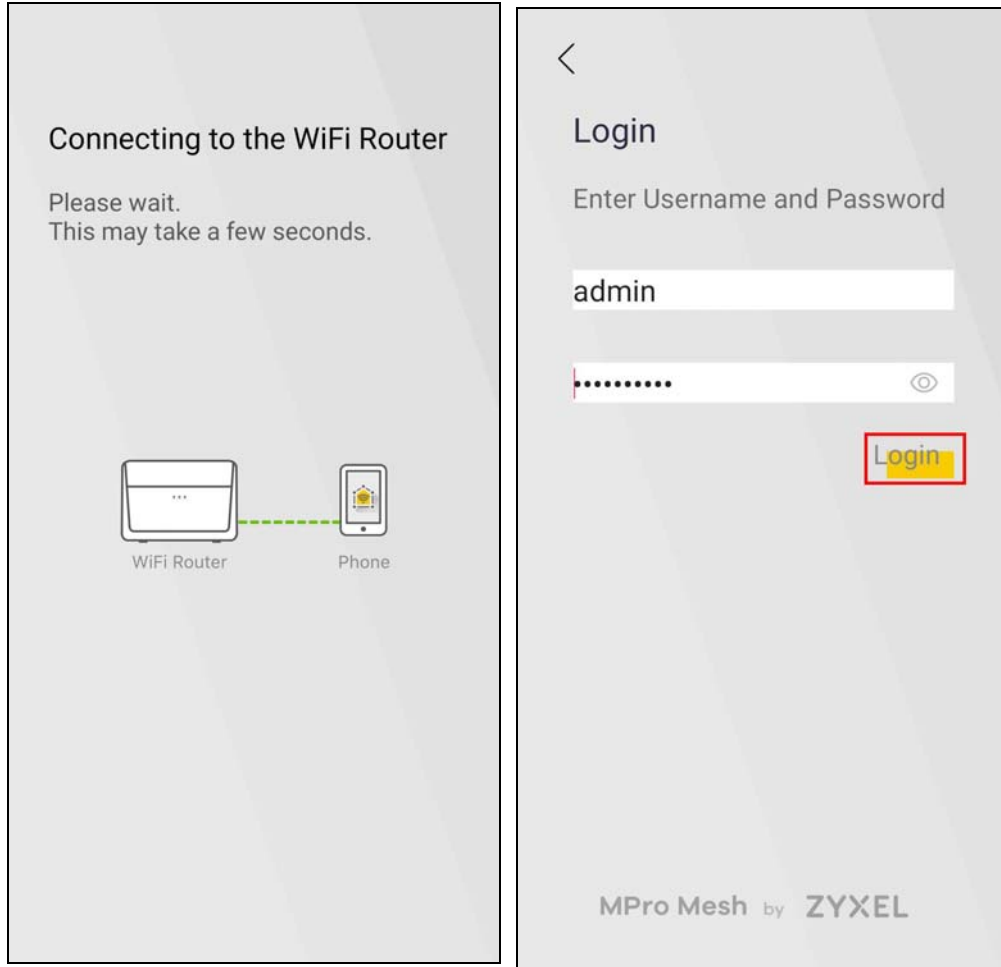 Connecting to the WiFi Router
Please wait.
This may take a few seconds.
WiFi Router
Phone
Login
Enter Username and Password
admin
••••••••••
Login
MPro Mesh by ZYXEL